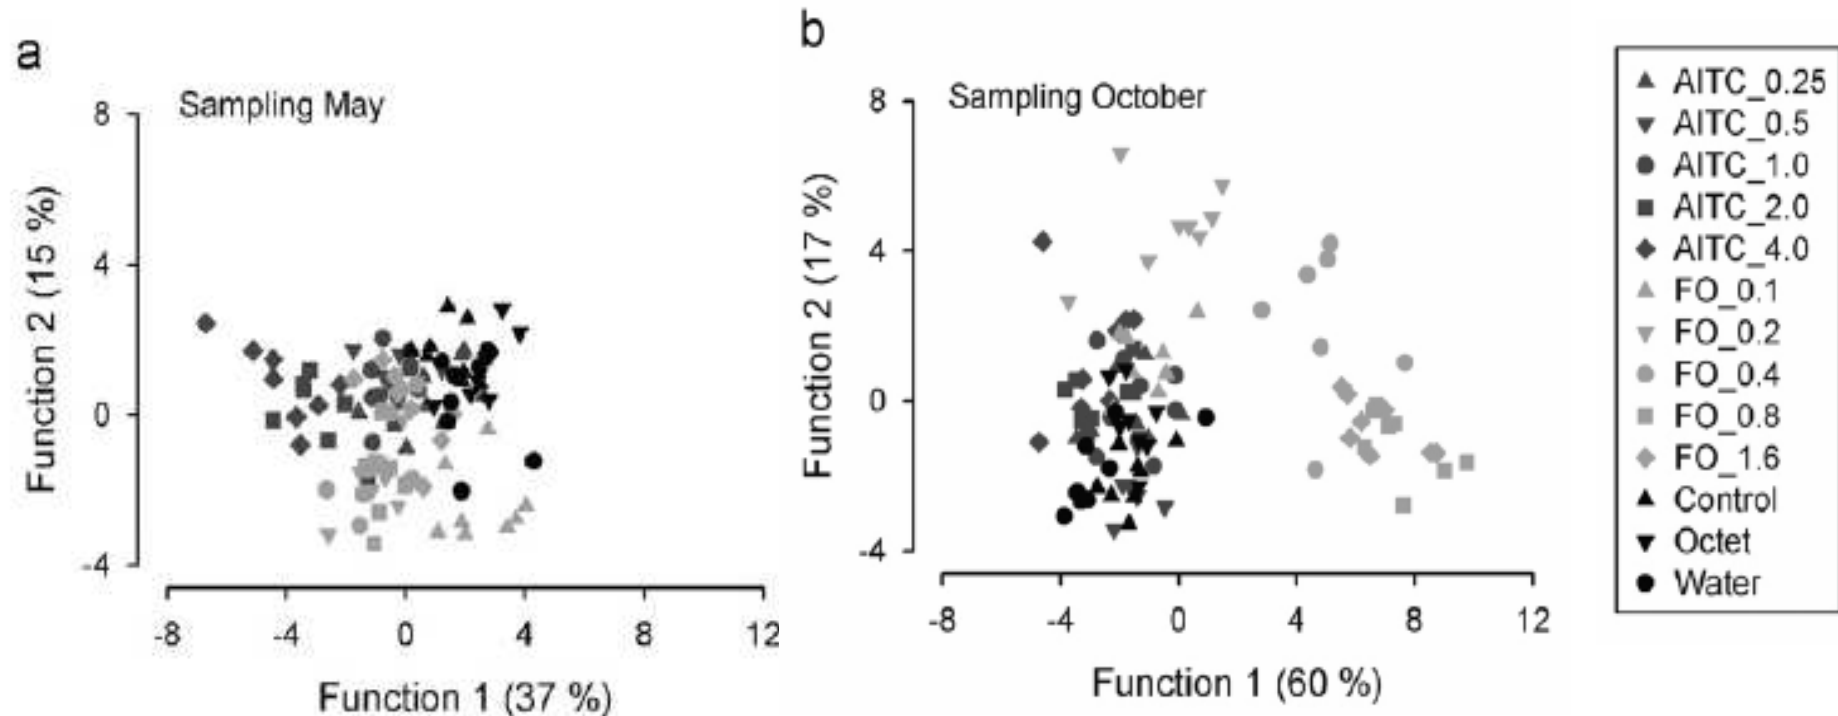 a
Sampling May
8
4
0
-4
Function 2 (15 %)
-8 -4 0 4 8 12
Function 1 (37 %)
b
Sampling October
8
4
0
-4
Function 2 (17 %)
-8 -4 0 4 8 12
Function 1 (60 %)
AITC_0.25
AITC_0.5
AITC_1.0
AITC_2.0
AITC_4.0
FO_0.1
FO_0.2
FO_0.4
FO_0.8
FO_1.6
Control
Octet
Water